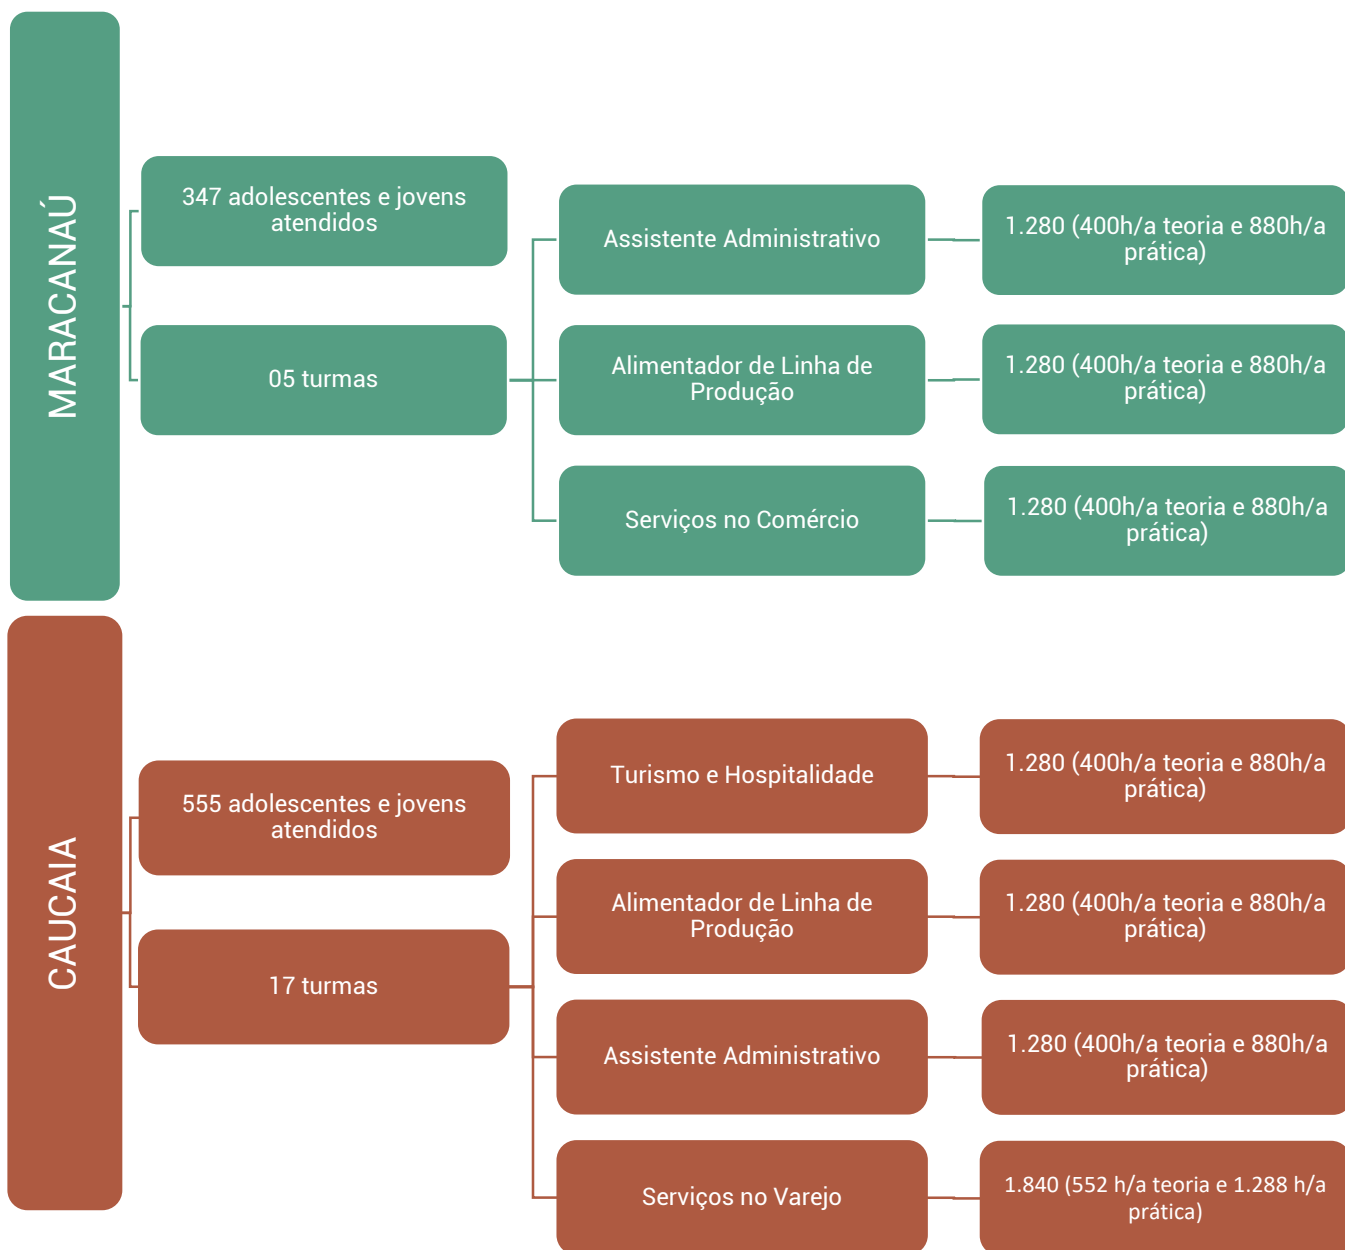 MARACANAÚ
347 adolescentes e jovens
atendidos
05 turmas
Assistente Administrativo
1.280 (400h/a teoria e 880h/a
prática)
Alimentador de Linha de
Produção
1.280 (400h/a teoria e 880h/a
prática)
Serviços no Comércio
1.280 (400h/a teoria e 880h/a
prática)
CAUCAIA
555 adolescentes e jovens
atendidos
17 turmas
Turismo e Hospitalidade
1.280 (400h/a teoria e 880h/a
prática)
Alimentador de Linha de
Produção
1.280 (400h/a teoria e 880h/a
prática)
Assistente Administrativo
1.280 (400h/a teoria e 880h/a
prática)
Serviços no Varejo
1.840 (552 h/a teoria e 1.288 h/a
prática)